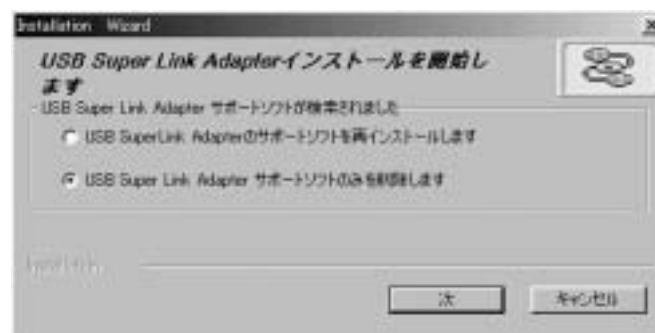 Installation Wizard
USB Super Link Adapterインストールを開始し
ます
USB Super Link Adapter サポートソフトが検索されました
USB SuperLink Adapterのサポートソフトを再インストールします
USB Super Link Adapter サポートソフトのみを削除します
次
キャンセル